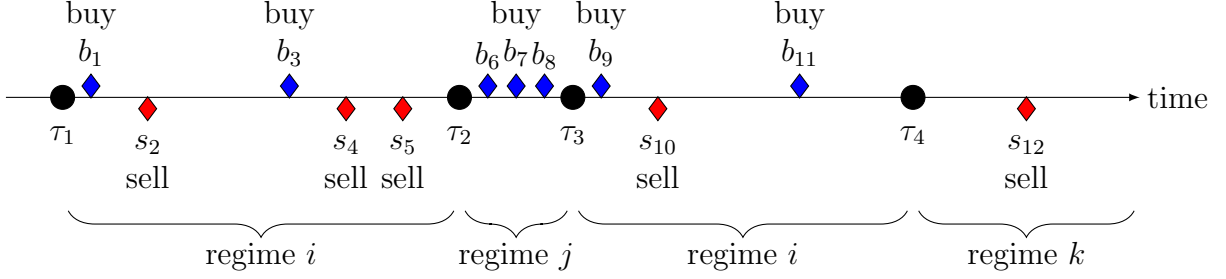 buy buy buy buy buy
b₁ b₃ b₆ b₇ b₈ b₉ b₁₁
time
τ₁ s₂ s₄ s₅ τ₂ τ₃ s₁₀ τ₄ s₁₂
sell sell sell sell sell
regime i regime j regime i regime k